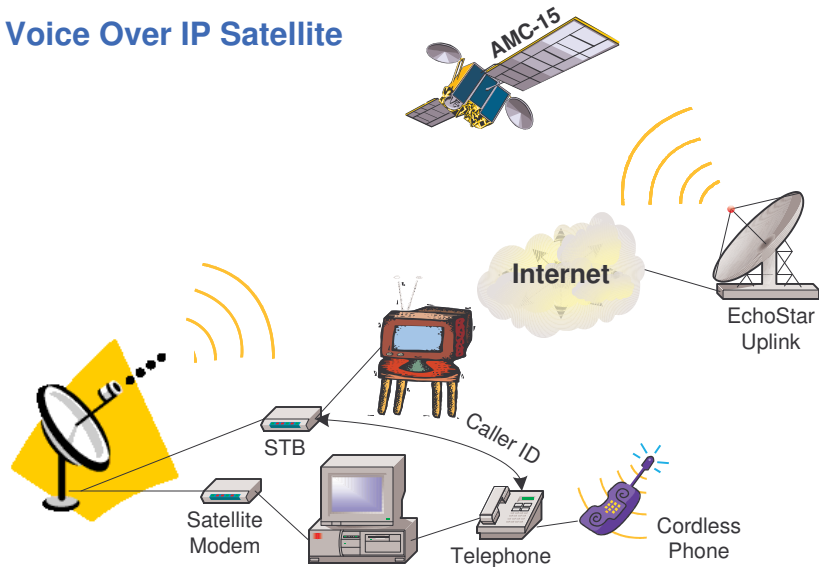 Voice Over IP Satellite
AMC-15
Internet
EchoStar
Uplink
Caller ID
STB
Satellite
Modem
Telephone
Cordless
Phone